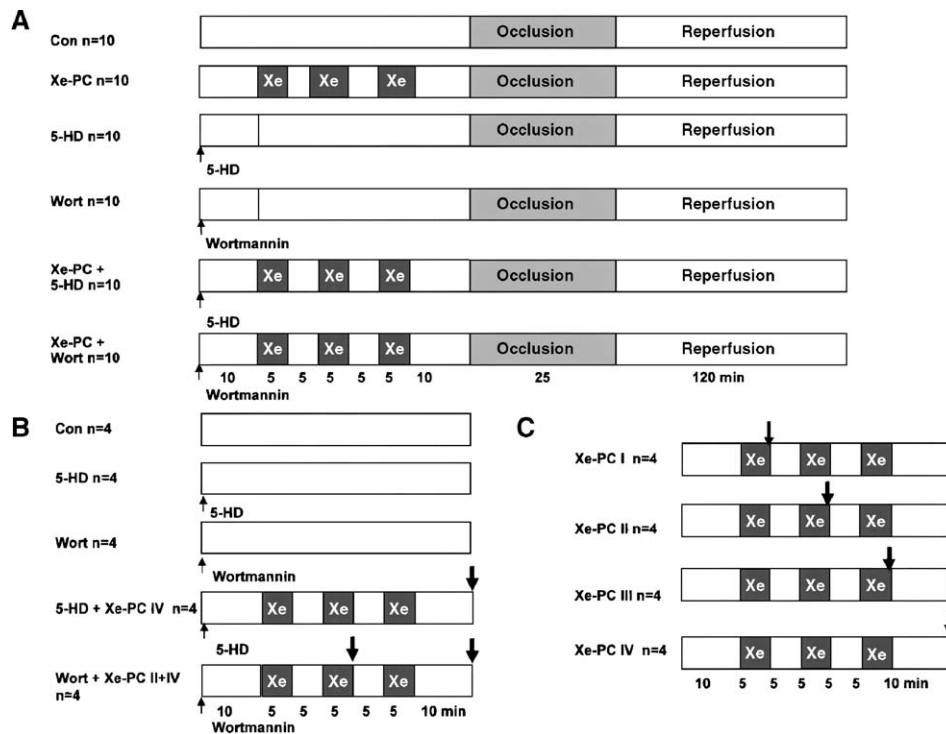 A
Con n=10
Occlusion Reperfusion
Xe-PC n=10
Xe Xe Xe Occlusion Reperfusion
5-HD n=10
Occlusion Reperfusion
5-HD
Wort n=10
Occlusion Reperfusion
Wortmannin
Xe-PC +
5-HD n=10
Xe Xe Xe Occlusion Reperfusion
5-HD
Xe-PC +
Wort n=10
Xe Xe Xe Occlusion Reperfusion
10 5 5 5 5 5 10 25 120 min
Wortmannin
B
Con n=4
5-HD n=4
5-HD
Wort n=4
Wortmannin
5-HD + Xe-PC IV n=4
Xe Xe Xe
5-HD
Wort + Xe-PC II+IV
n=4
Xe Xe Xe
10 5 5 5 5 5 10 min
Wortmannin
C
Xe-PC I n=4
Xe Xe Xe
Xe-PC II n=4
Xe Xe Xe
Xe-PC III n=4
Xe Xe Xe
Xe-PC IV n=4
Xe Xe Xe
10 5 5 5 5 5 10 min